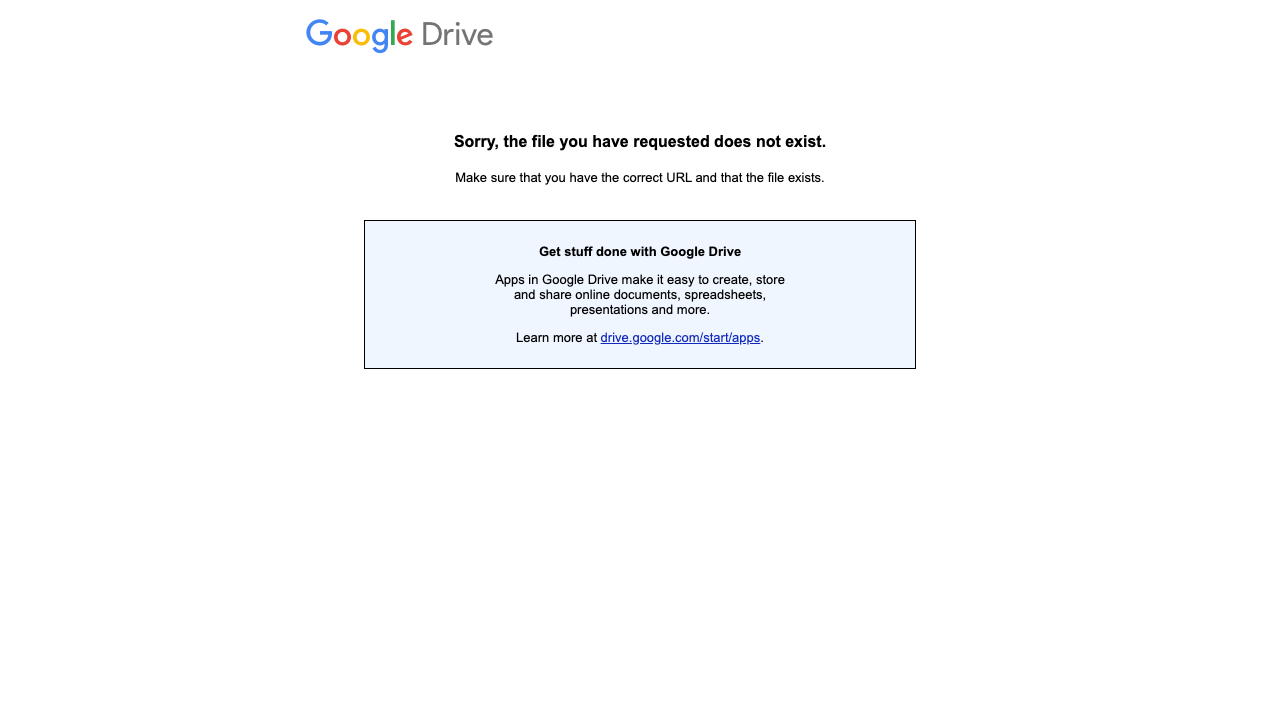 Google Drive
Sorry, the file you have requested does not exist.
Make sure that you have the correct URL and that the file exists.
Get stuff done with Google Drive
Apps in Google Drive make it easy to create, store
and share online documents, spreadsheets,
presentations and more.
Learn more at drive.google.com/start/apps.